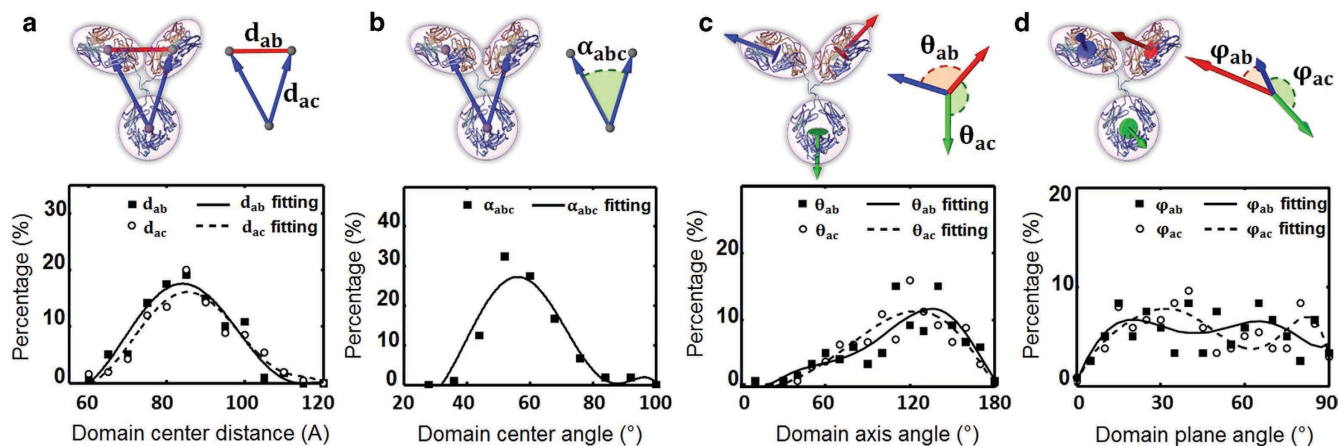 a
d_ab
d_ab
d_ac
b
α_abc
c
θ_ab
θ_ac
d
φ_ab
φ_ac
Percentage (%)
30
20
10
0
d_ab
d_ab fitting
d_ac
d_ac fitting
60
80
100
120
Domain center distance (A)
Percentage (%)
40
30
20
10
0
α_abc
α_abc fitting
20
40
60
80
100
Domain center angle (°)
Percentage (%)
20
10
0
θ_ab
θ_ab fitting
θ_ac
θ_ac fitting
0
60
120
180
Domain axis angle (°)
Percentage (%)
20
10
0
φ_ab
φ_ab fitting
φ_ac
φ_ac fitting
0
30
60
90
Domain plane angle (°)